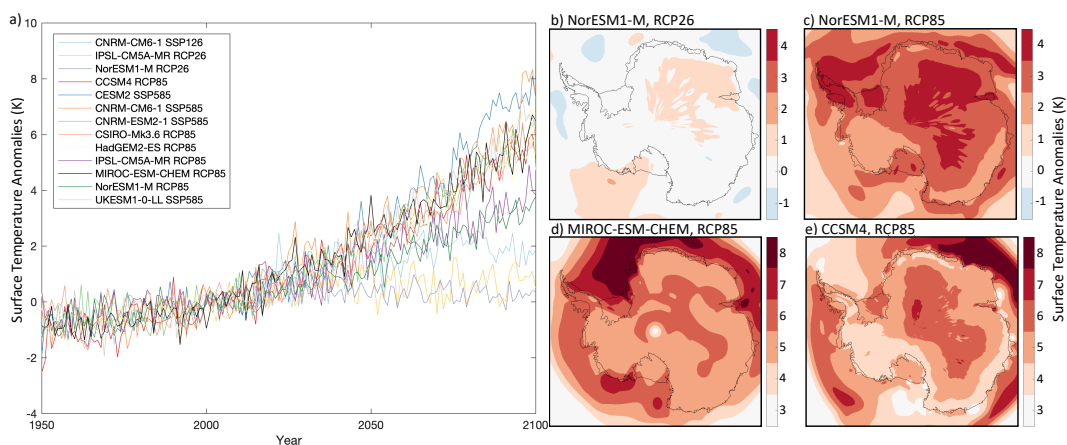 a)
10
8
6
4
2
0
-2
-4
Surface Temperature Anomalies (K)
CNRM-CM6-1 SSP126
IPSL-CM5A-MR RCP26
NorESM1-M RCP26
CCSM4 RCP85
CESM2 SSP585
CNRM-CM6-1 SSP585
CNRM-ESM2-1 SSP585
CSIRO-Mk3.6 RCP85
HadGEM2-ES RCP85
IPSL-CM5A-MR RCP85
MIROC-ESM-CHEM RCP85
NorESM1-M RCP85
UKESM1-0-LL SSP585
1950 2000 2050 2100
Year
b) NorESM1-M, RCP26
4
3
2
1
-1
c) NorESM1-M, RCP85
4
3
2
1
-1
d) MIROC-ESM-CHEM, RCP85
8
7
6
5
4
3
e) CCSM4, RCP85
8
7
6
5
4
3
Surface Temperature Anomalies (K)